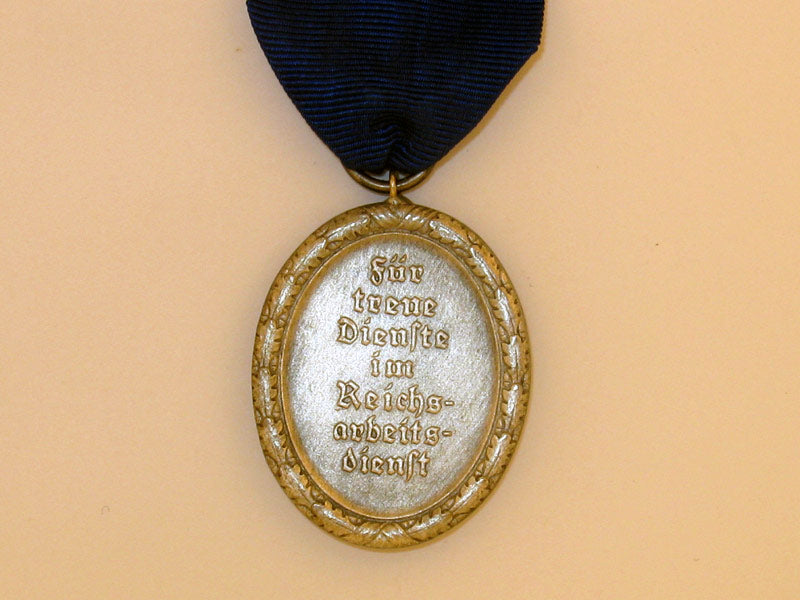 Für
treue
Dienste
im
Reichs-
arbeits-
dienst